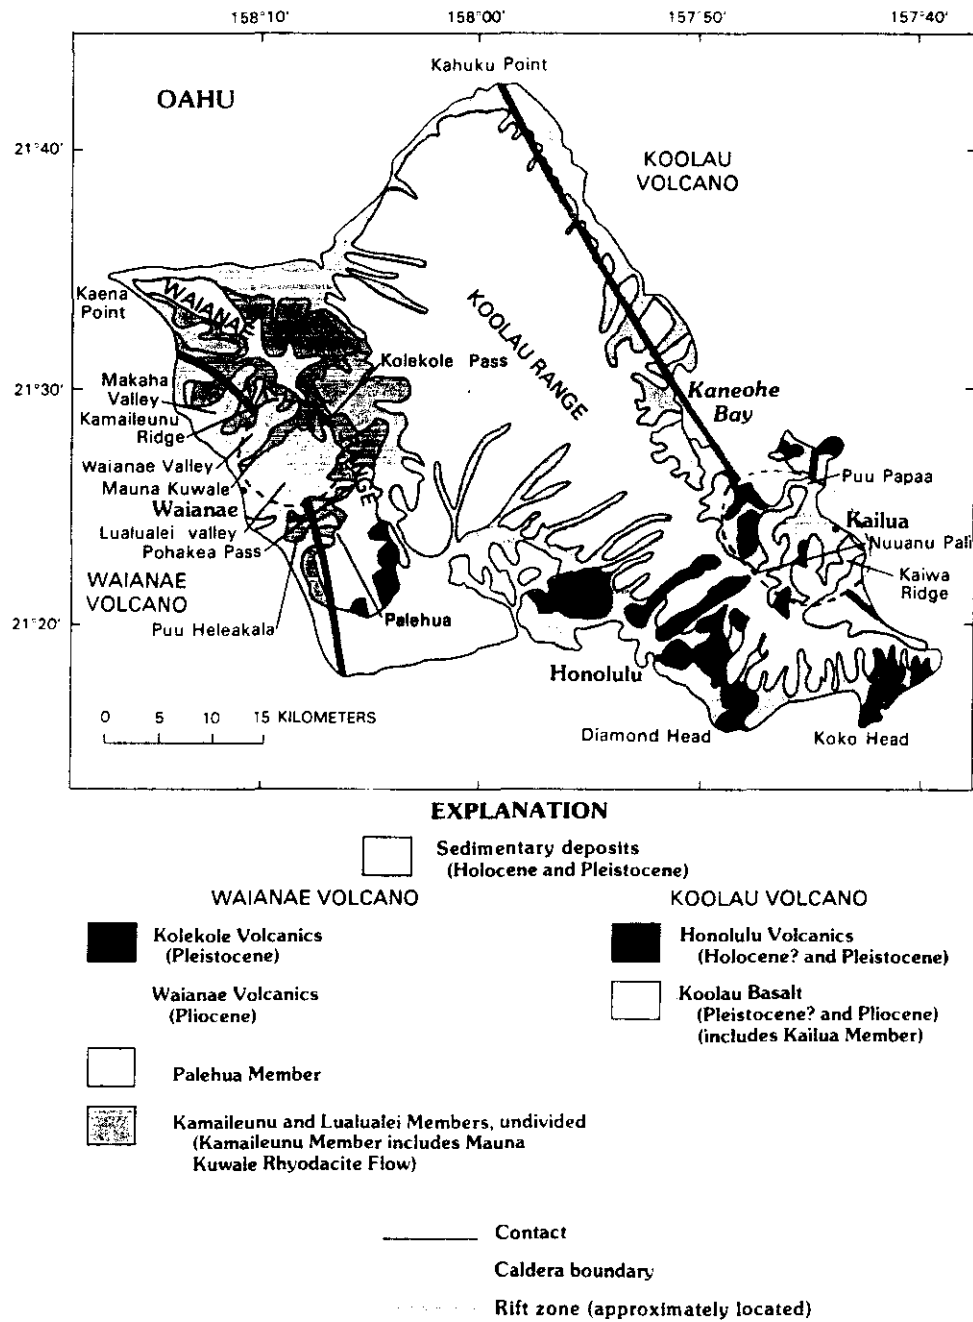 158°10' 158°00' 157°50' 157°40'
Kahuku Point
OAHU
21°40'
KOOLAU
VOLCANO
Kaena
Point
WAIANAE
RANGE
KOOLAU RANGE
Kolekole Pass
21°30'
Makaha
Valley
Kamaileunu
Ridge
Kaneohe
Bay
Waianae Valley
Mauna Kuwale
Waianae
Lualualei valley
Pohakea Pass
Puu Papaa
Kailua
Nuuanu Pali
Kaiwa
Ridge
WAIANAE
VOLCANO
21°20'
Puu Heleakala
Palehua
Honolulu
0 5 10 15 KILOMETERS
Diamond Head
Koko Head
EXPLANATION
Sedimentary deposits
(Holocene and Pleistocene)
WAIANAE VOLCANO
Kolekole Volcanics
(Pleistocene)
Waianae Volcanics
(Pliocene)
Palehua Member
Kamaileunu and Lualualei Members, undivided
(Kamaileunu Member includes Mauna
Kuwale Rhyodacite Flow)
KOOLAU VOLCANO
Honolulu Volcanics
(Holocene? and Pleistocene)
Koolau Basalt
(Pleistocene? and Pliocene)
(includes Kailua Member)
Contact
Caldera boundary
Rift zone (approximately located)